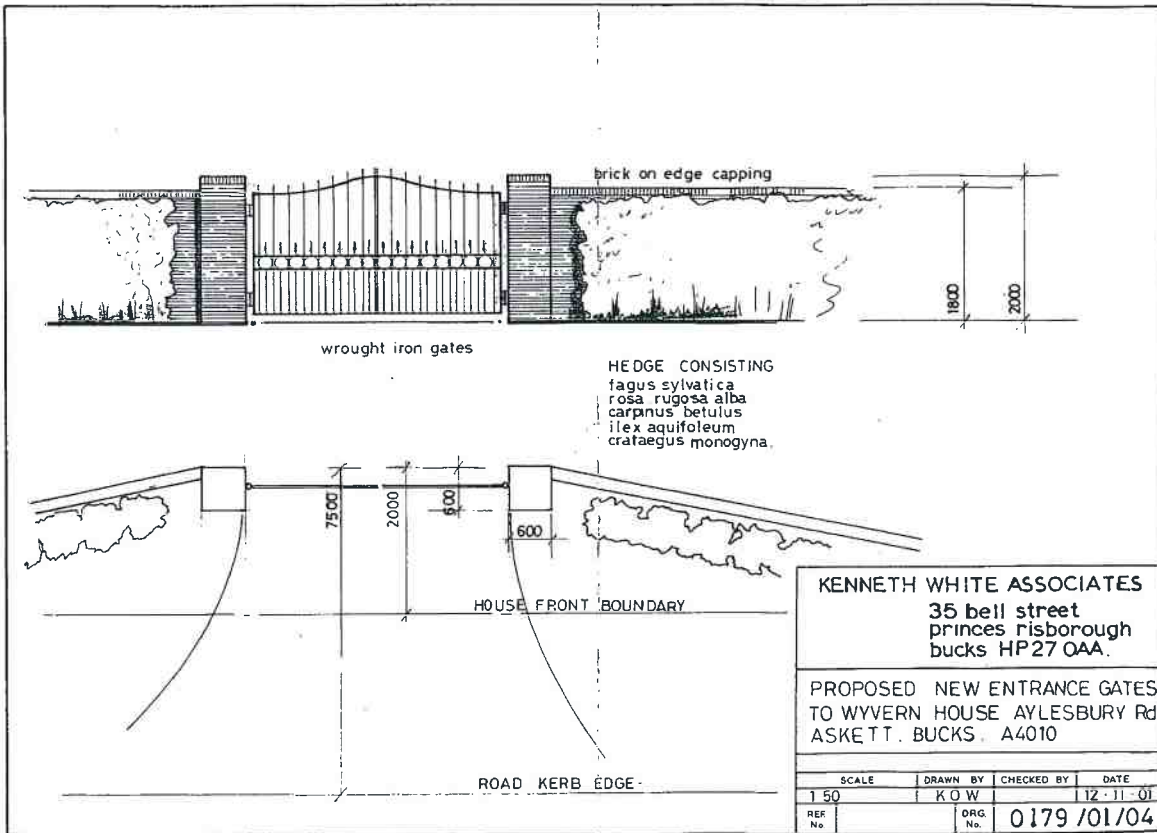 brick on edge capping
1800
2000
wrought iron gates
HEDGE CONSISTING
fagus sylvatica
rosa rugosa alba
carpinus betulus
ilex aquifoleum
crataegus monogyna.
7500
2000
600
600
HOUSE FRONT BOUNDARY
ROAD KERB EDGE
KENNETH WHITE ASSOCIATES
35 bell street
princes risborough
bucks HP27 0AA.
PROPOSED NEW ENTRANCE GATES
TO WYVERN HOUSE AYLESBURY Rd
ASKETT. BUCKS. A4010
SCALE DRAWN BY CHECKED BY DATE
1 50 K O W 12 · 11 · 01
REF No ORG. No. 0179 /01/04